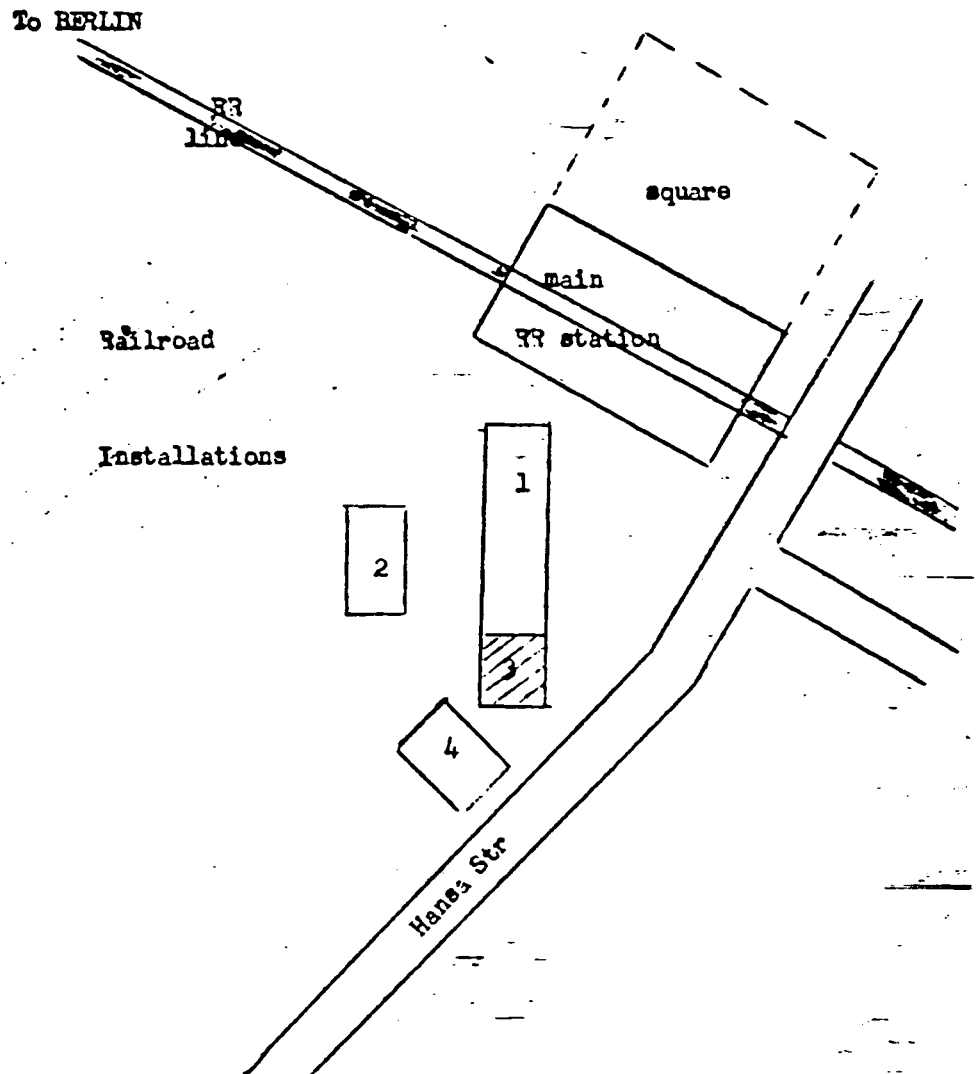 To BERLIN
RR
line
square
main
RR station
Railroad
Installations
1
2
3
4
Hansa Str